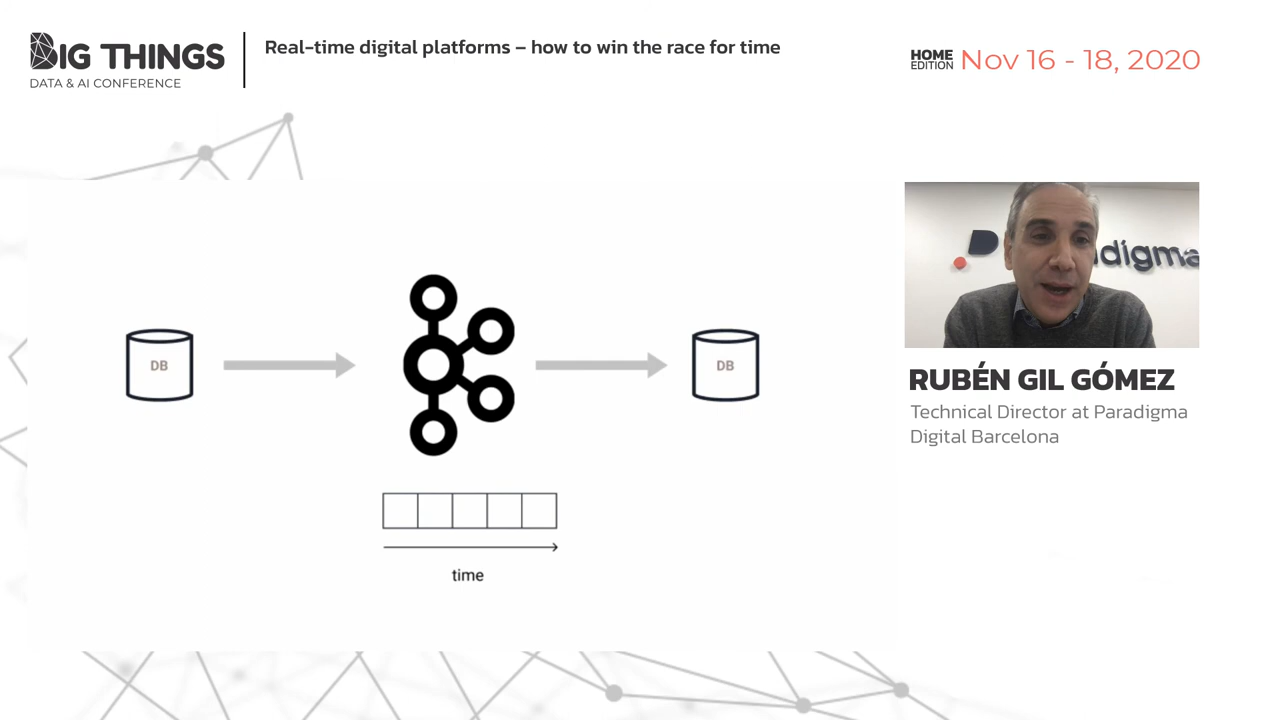 BIG THINGS
DATA & AI CONFERENCE
Real-time digital platforms – how to win the race for time
HOME
EDITION
Nov 16 - 18, 2020
DB
DB
time
adigma
RUBÉN GIL GÓMEZ
Technical Director at Paradigma
Digital Barcelona